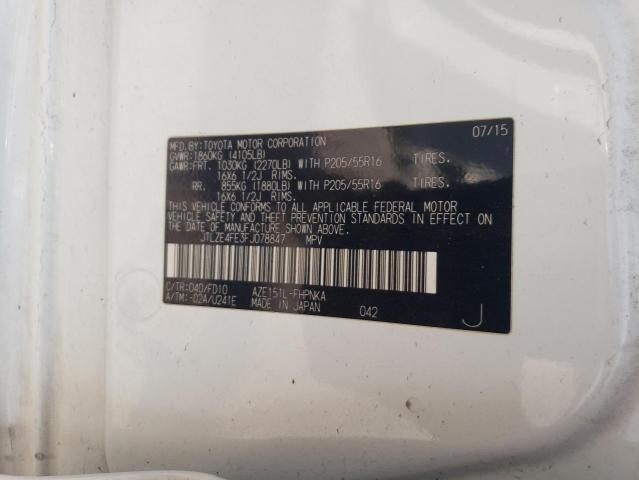 MFD.BY:TOYOTA MOTOR CORPORATION 07/15
GVWR:1860KG (4105LB)
GAWR:FRT. 1030KG (2270LB) WITH P205/55R16 TIRES.
16X6 1/2J RIMS.
RR. 855KG (1880LB) WITH P205/55R16 TIRES.
16X6 1/2J RIMS.
THIS VEHICLE CONFORMS TO ALL APPLICABLE FEDERAL MOTOR
VEHICLE SAFETY AND THEFT PREVENTION STANDARDS IN EFFECT ON
THE DATE OF MANUFACTURE SHOWN ABOVE.
JTLZE4FE3FJ078847 MPV
C/TR:040/FD10 AZE151L-FHPNKA
A/TM:-02A/U241E MADE IN JAPAN 042 J